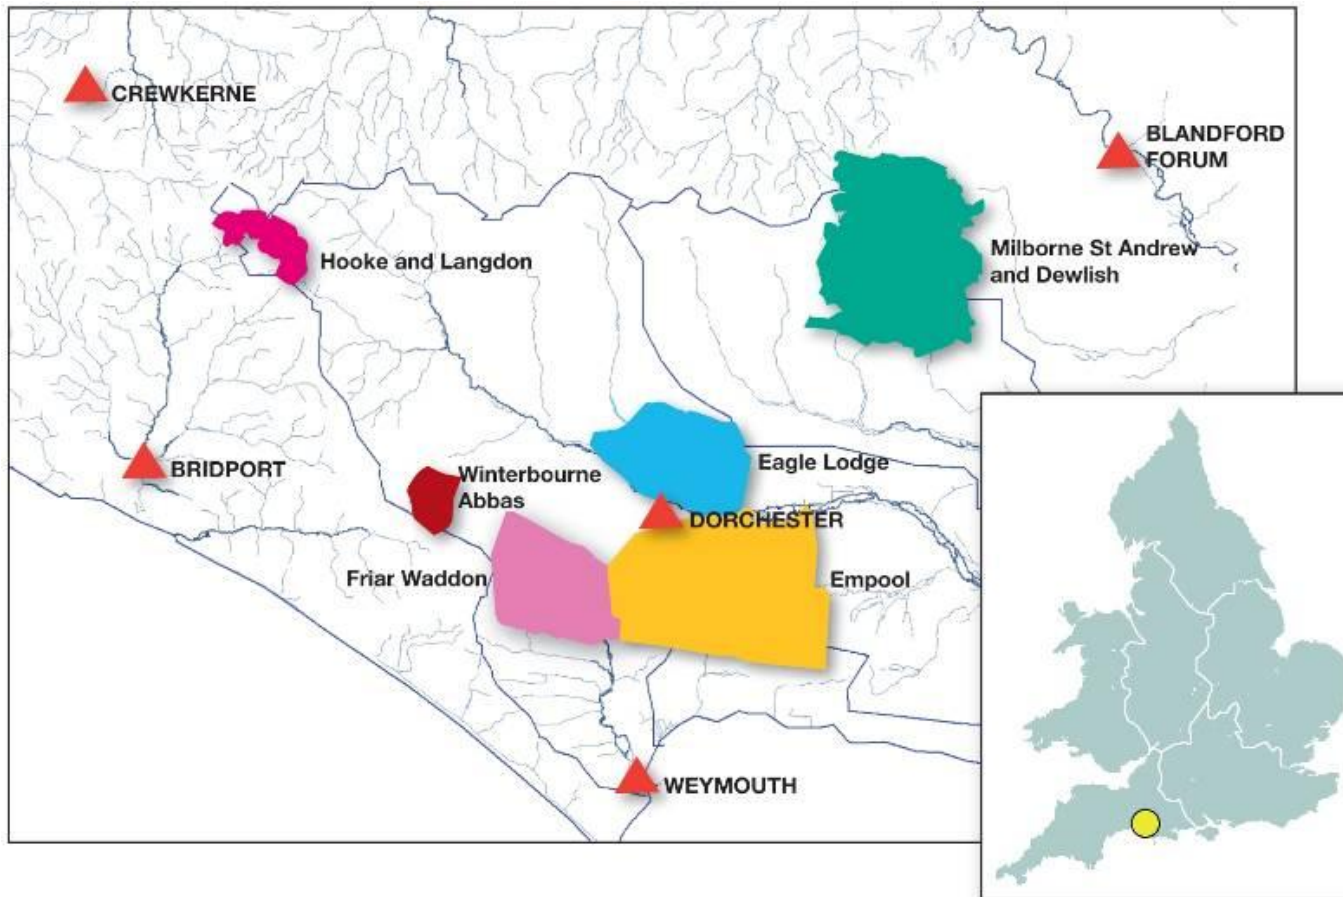 CREWKERNE
BLANDFORD
FORUM
Hooke and Langdon
Milborne St Andrew
and Dewlish
BRIDPORT
Winterbourne
Abbas
Eagle Lodge
DORCHESTER
Friar Waddon
Empool
WEYMOUTH